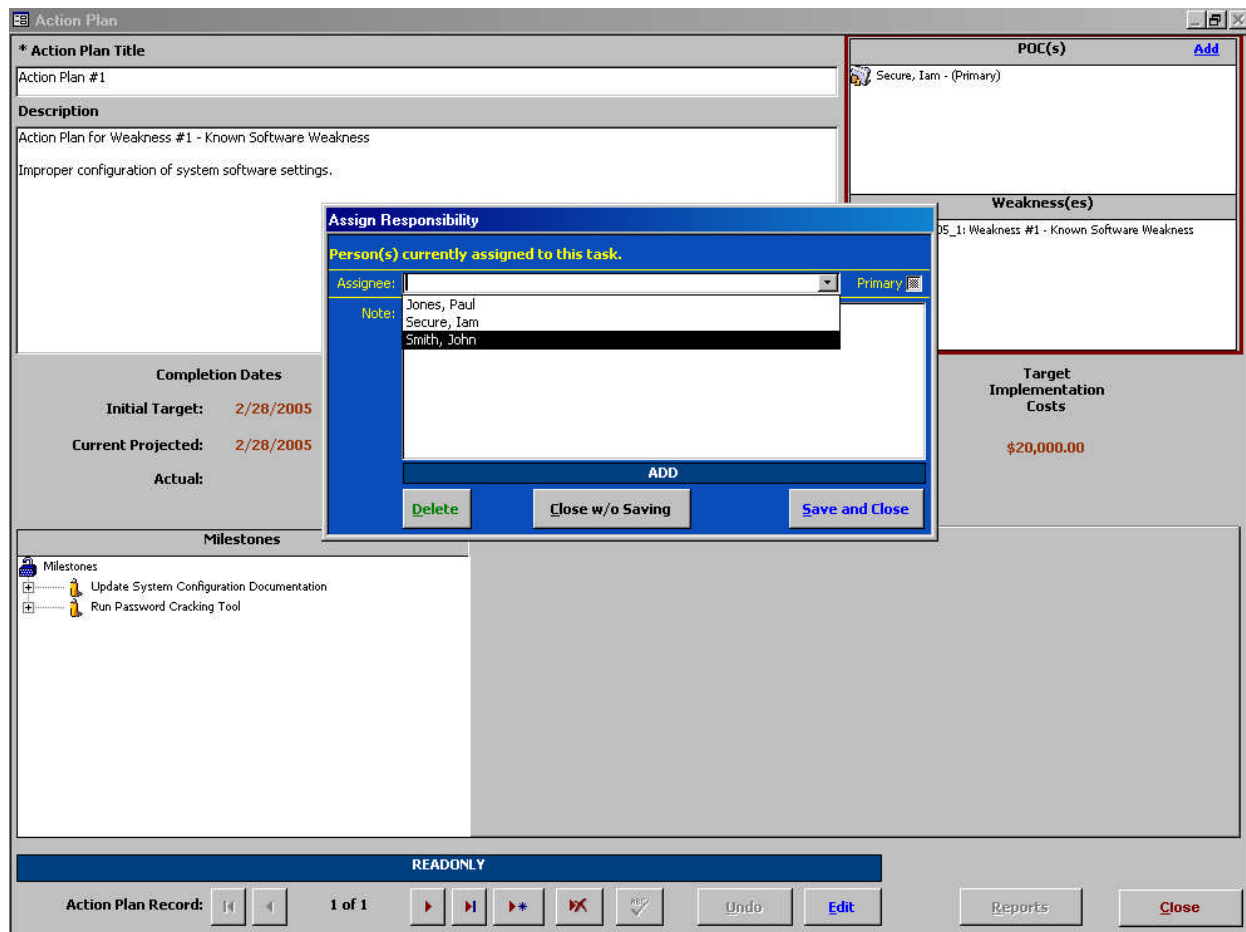 Action Plan
* Action Plan Title
Action Plan #1
Description
Action Plan for Weakness #1 - Known Software Weakness
Improper configuration of system software settings.
POC(s) Add
Secure, Iam - (Primary)
Weakness(es)
05_1: Weakness #1 - Known Software Weakness
Assign Responsibility
Person(s) currently assigned to this task.
Assignee: Primary
Jones, Paul
Secure, Iam
Smith, John
Note:
ADD
Delete Close w/o Saving Save and Close
Completion Dates
Initial Target: 2/28/2005
Current Projected: 2/28/2005
Actual:
Target
Implementation
Costs
$20,000.00
Milestones
Milestones
Update System Configuration Documentation
Run Password Cracking Tool
READONLY
Action Plan Record: 1 of 1 ABC Undo Edit Reports Close